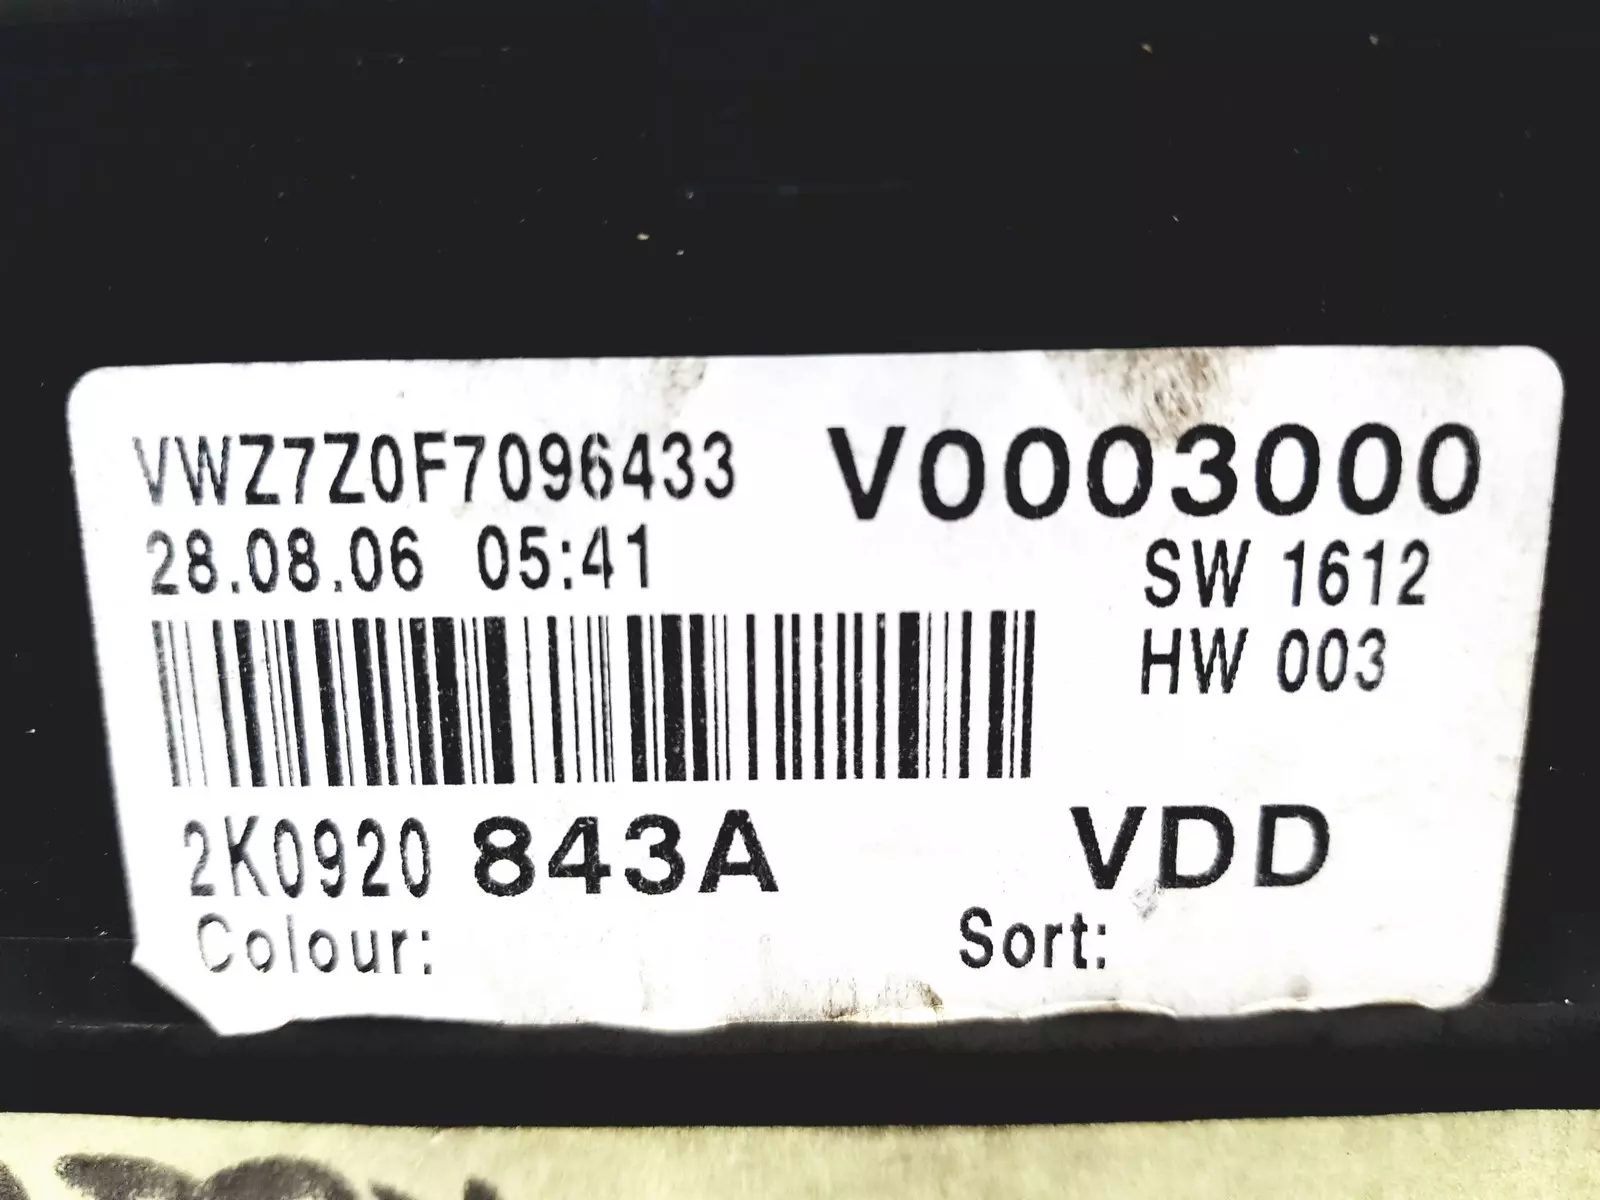 VWZ7Z0F7096433 V0003000
28.08.06 05:41 SW 1612
HW 003
2K0920 843A VDD
Colour: Sort: